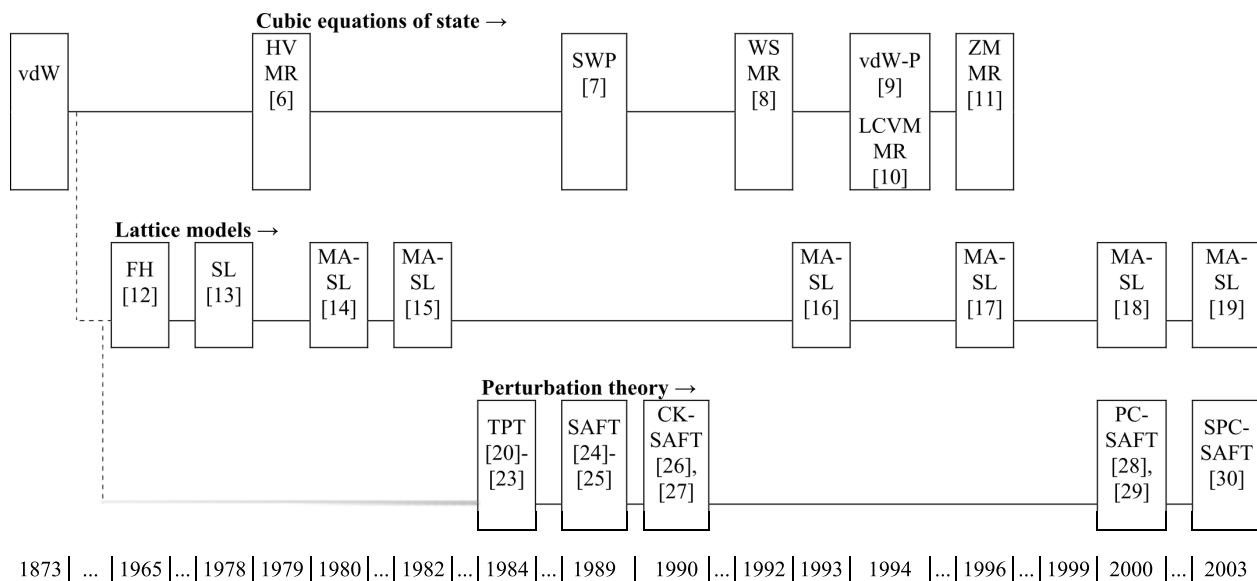 Cubic equations of state →
vdW
HV
MR
[6]
SWP
[7]
WS
MR
[8]
vdW-P
[9]
LCVM
MR
[10]
ZM
MR
[11]
Lattice models →
FH
[12]
SL
[13]
MA-
SL
[14]
MA-
SL
[15]
MA-
SL
[16]
MA-
SL
[17]
MA-
SL
[18]
MA-
SL
[19]
Perturbation theory →
TPT
[20]-
[23]
SAFT
[24]-
[25]
CK-
SAFT
[26],
[27]
PC-
SAFT
[28],
[29]
SPC-
SAFT
[30]
1873 | ... | 1965 | ... | 1978 | 1979 | 1980 | ... | 1982 | ... | 1984 | ... | 1989 | 1990 | ... | 1992 | 1993 | 1994 | ... | 1996 | ... | 1999 | 2000 | ... | 2003